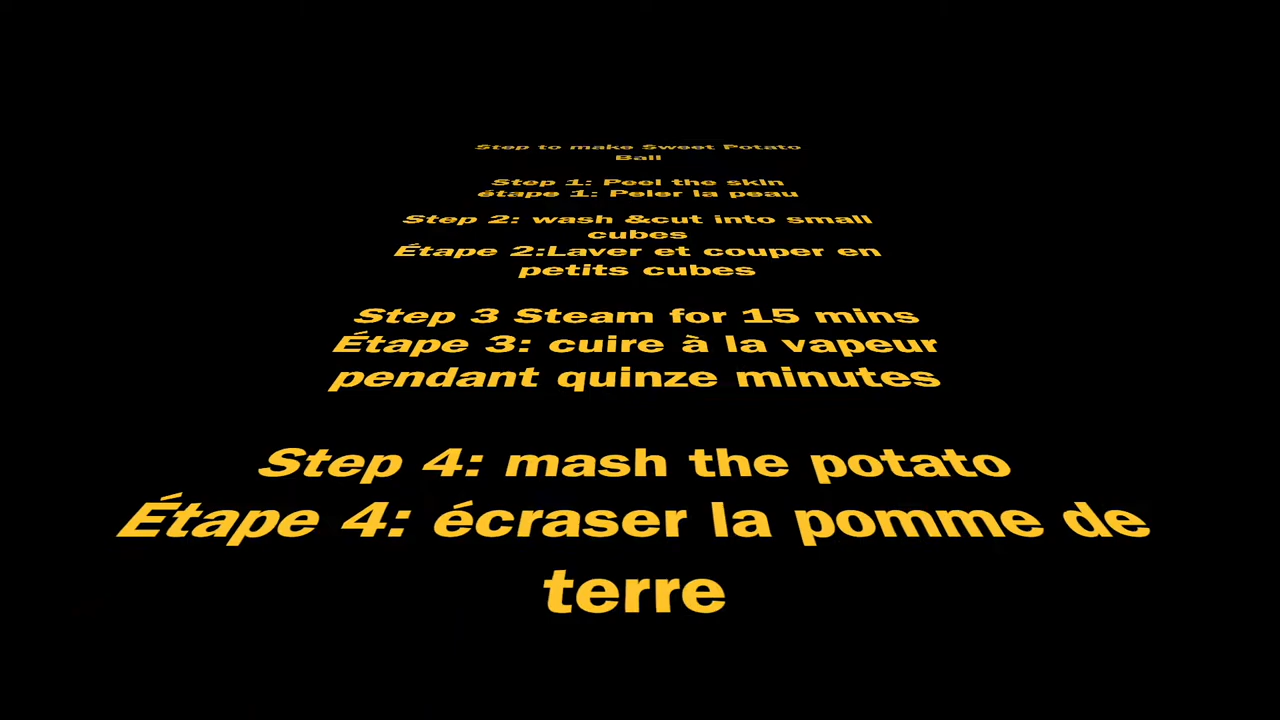 Step to make Sweet Potato
Ball
Step 1: Peel the skin
étape 1: Peler la peau
Step 2: wash &cut into small
cubes
Étape 2:Laver et couper en
petits cubes
Step 3 Steam for 15 mins
Étape 3: cuire à la vapeur
pendant quinze minutes
Step 4: mash the potato
Étape 4: écraser la pomme de
terre